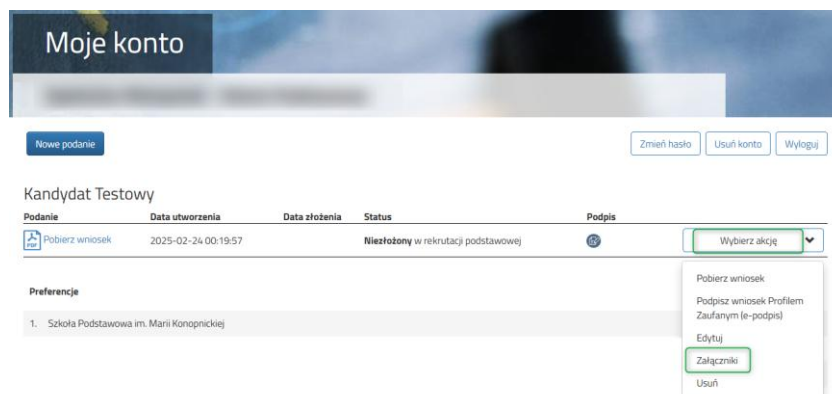 Moje konto
Nowe podanie
Zmień hasło
Usuń konto
Wyloguj
Kandydat Testowy
Podanie Data utworzenia Data złożenia Status Podpis
PDF Pobierz wniosek 2025-02-24 00:19:57 Niezłożony w rekrutacji podstawowej Wybierz akcję
Pobierz wniosek
Podpisz wniosek Profilem
Zaufanym (e-podpis)
Edytuj
Załączniki
Usuń
Preferencje
1. Szkoła Podstawowa im. Marii Konopnickiej